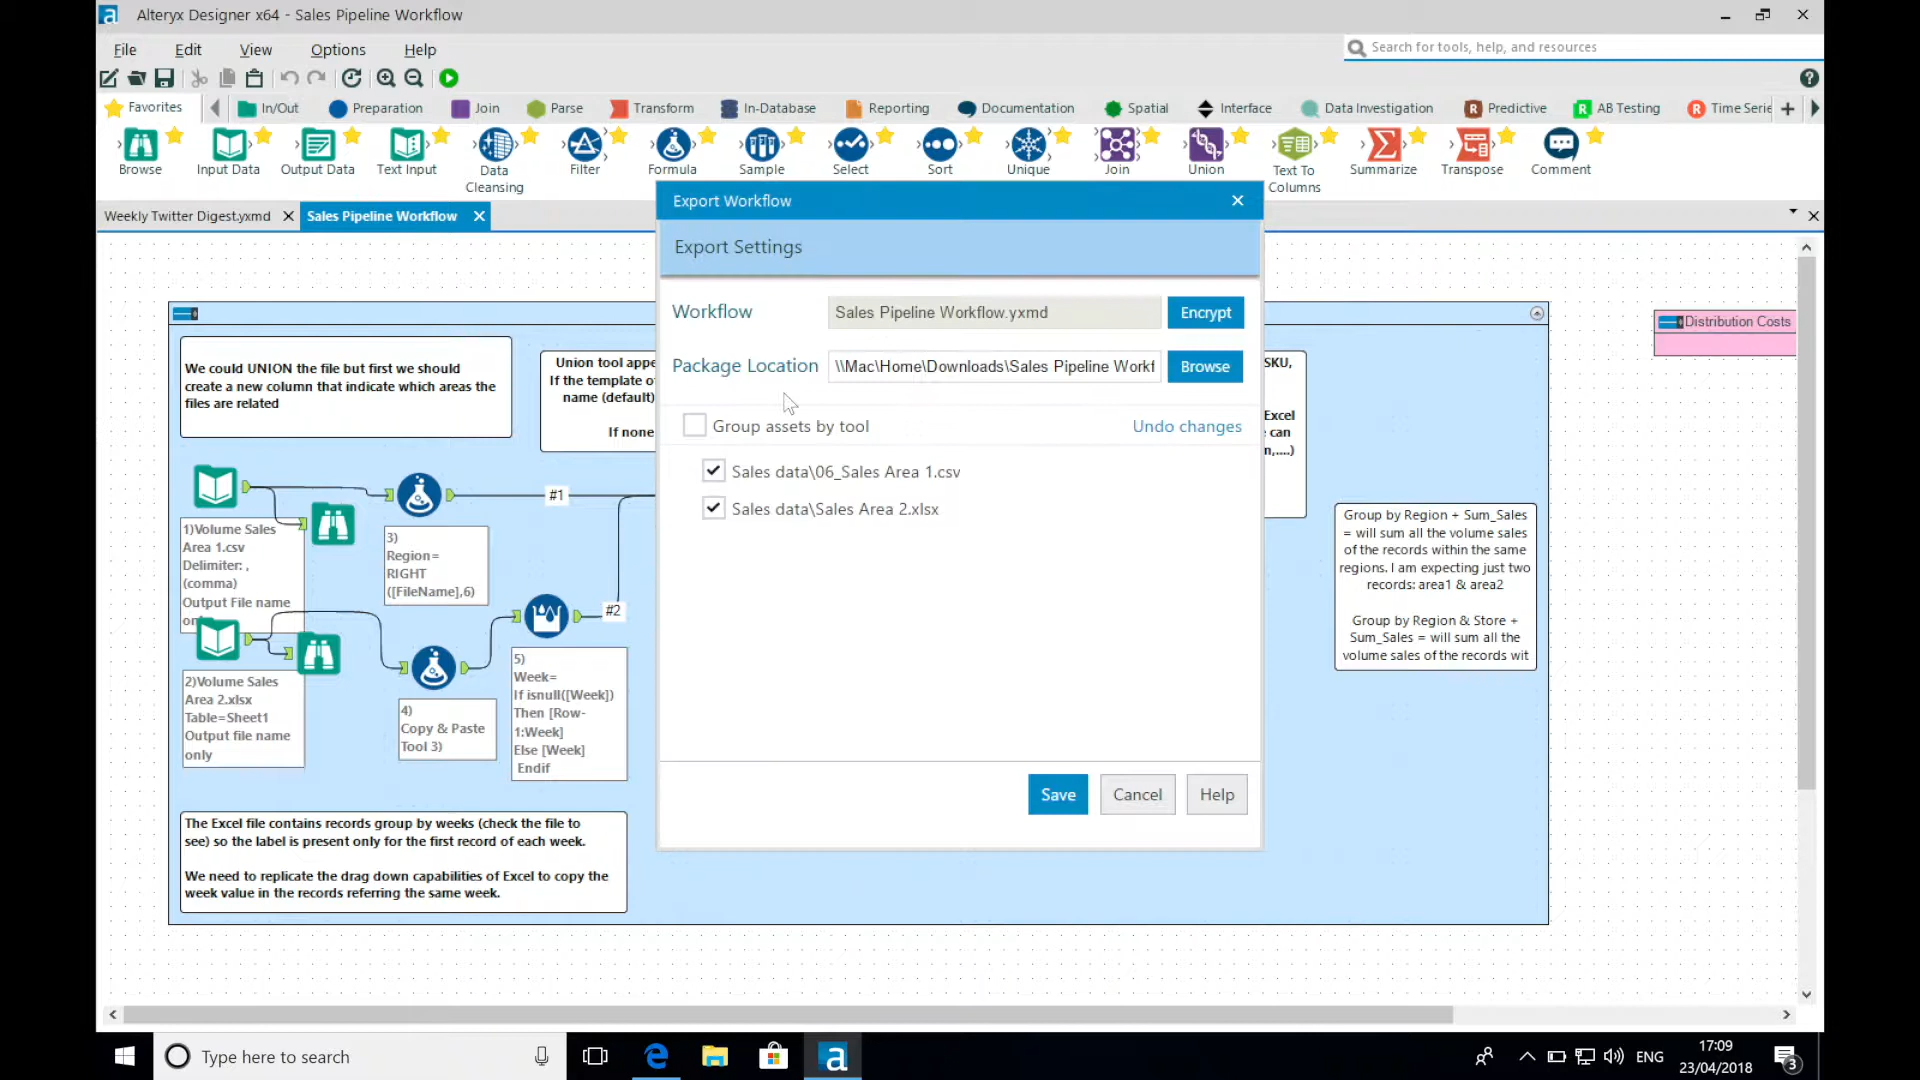 Alteryx Designer x64 - Sales Pipeline Workflow
File Edit View Options Help
Search for tools, help, and resources
Favorites In/Out Preparation Join Parse Transform In-Database Reporting Documentation Spatial Interface Data Investigation Predictive AB Testing Time Serie
Browse Input Data Output Data Text Input Data Cleansing Filter Formula Sample Select Sort Unique Join Union Text To Columns Summarize Transpose Comment
Weekly Twitter Digest.yxmd Sales Pipeline Workflow
Export Workflow
Export Settings
Workflow Sales Pipeline Workflow.yxmd Encrypt
Package Location \\Mac\Home\Downloads\Sales Pipeline Workf Browse
Group assets by tool Undo changes
Sales data\06_Sales Area 1.csv
Sales data\Sales Area 2.xlsx
Save Cancel Help
We could UNION the file but first we should
create a new column that indicate which areas the
files are related
Union tool appe
If the template o
name (default)
If none
SKU,
Excel
can
n,....)
Distribution Costs
#1
1)Volume Sales
Area 1.csv
Delimiter: ,
(comma)
Output File name
on
3)
Region=
RIGHT
([FileName],6)
#2
2)Volume Sales
Area 2.xlsx
Table=Sheet1
Output file name
only
4)
Copy & Paste
Tool 3)
5)
Week=
If isnull([Week])
Then [Row-
1:Week]
Else [Week]
Endif
Group by Region + Sum_Sales
= will sum all the volume sales
of the records within the same
regions. I am expecting just two
records: area1 & area2
Group by Region & Store +
Sum_Sales = will sum all the
volume sales of the records wit
The Excel file contains records group by weeks (check the file to
see) so the label is present only for the first record of each week.
We need to replicate the drag down capabilities of Excel to copy the
week value in the records referring the same week.
Type here to search
ENG
17:09
23/04/2018
3